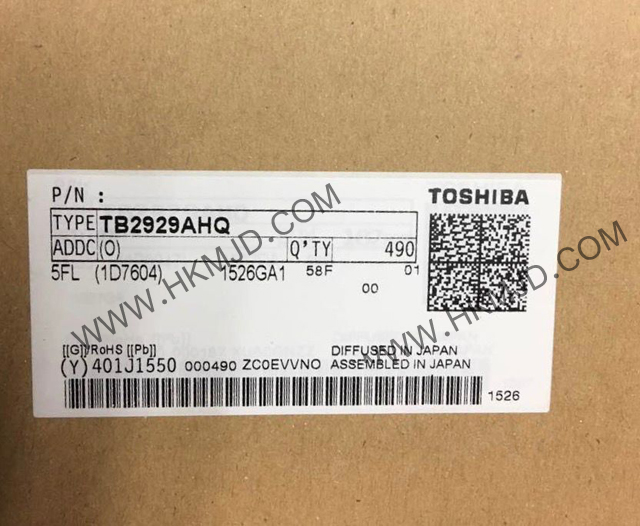 P/N :
TOSHIBA
TYPE TB2929AHQ
ADDC (O) Q'TY 490
5FL (1D7604) 1526GA1 58F 01
00
[[G]]/RoHS [[Pb]] DIFFUSED IN JAPAN
(Y) 401J1550 000490 ZC0EVVNO ASSEMBLED IN JAPAN
1526
WWW.HKMJD.COM
WWW.HKMJD.COM